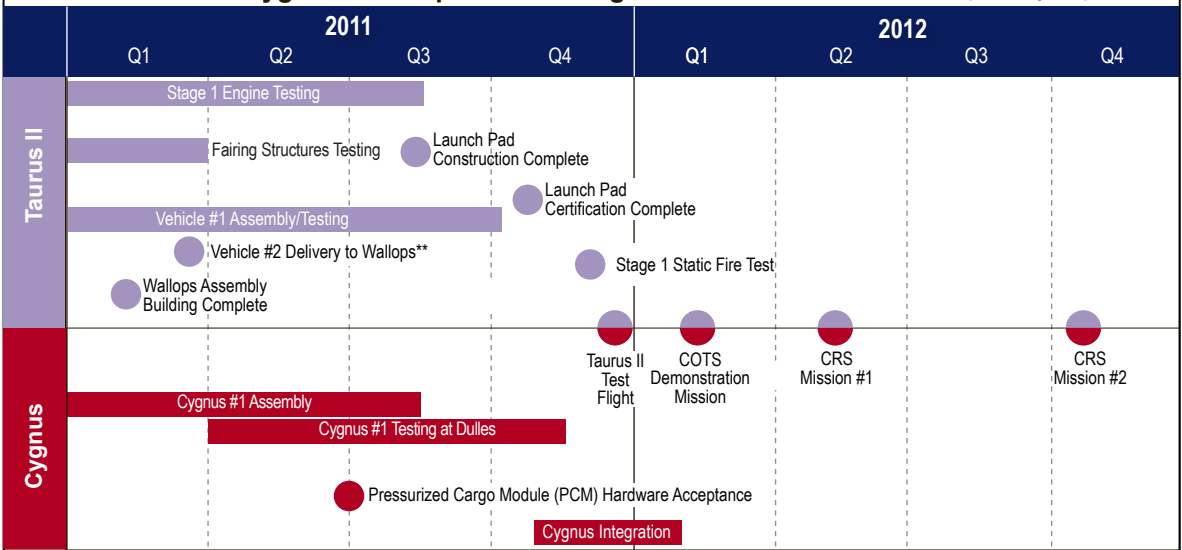 2011
2012
Q1 Q2 Q3 Q4 Q1 Q2 Q3 Q4
Taurus II
Stage 1 Engine Testing
Fairing Structures Testing
Launch Pad
Construction Complete
Launch Pad
Certification Complete
Vehicle #1 Assembly/Testing
Vehicle #2 Delivery to Wallops**
Stage 1 Static Fire Test
Wallops Assembly
Building Complete
Taurus II
Test
Flight
COTS
Demonstration
Mission
CRS
Mission #1
CRS
Mission #2
Cygnus
Cygnus #1 Assembly
Cygnus #1 Testing at Dulles
Pressurized Cargo Module (PCM) Hardware Acceptance
Cygnus Integration